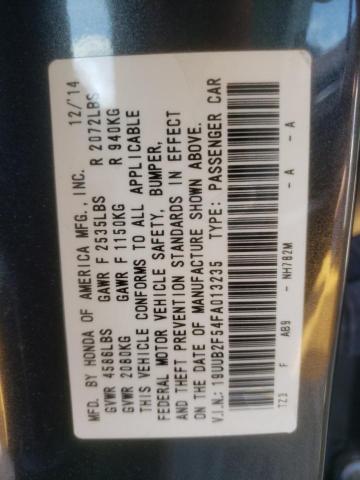 MFD. BY HONDA OF AMERICA MFG.,INC. 12/'14
GVWR 4586LBS GAWR F 2535LBS R 2072LBS
GVWR 2080KG GAWR F 1150KG R 940KG
THIS VEHICLE CONFORMS TO ALL APPLICABLE
FEDERAL MOTOR VEHICLE SAFETY, BUMPER,
AND THEFT PREVENTION STANDARDS IN EFFECT
ON THE DATE OF MANUFACTURE SHOWN ABOVE.
V.I.N.: 19UUB2F54FA013235 TYPE: PASSENGER CAR
TZ3 F AB9 - NH782M - A - A